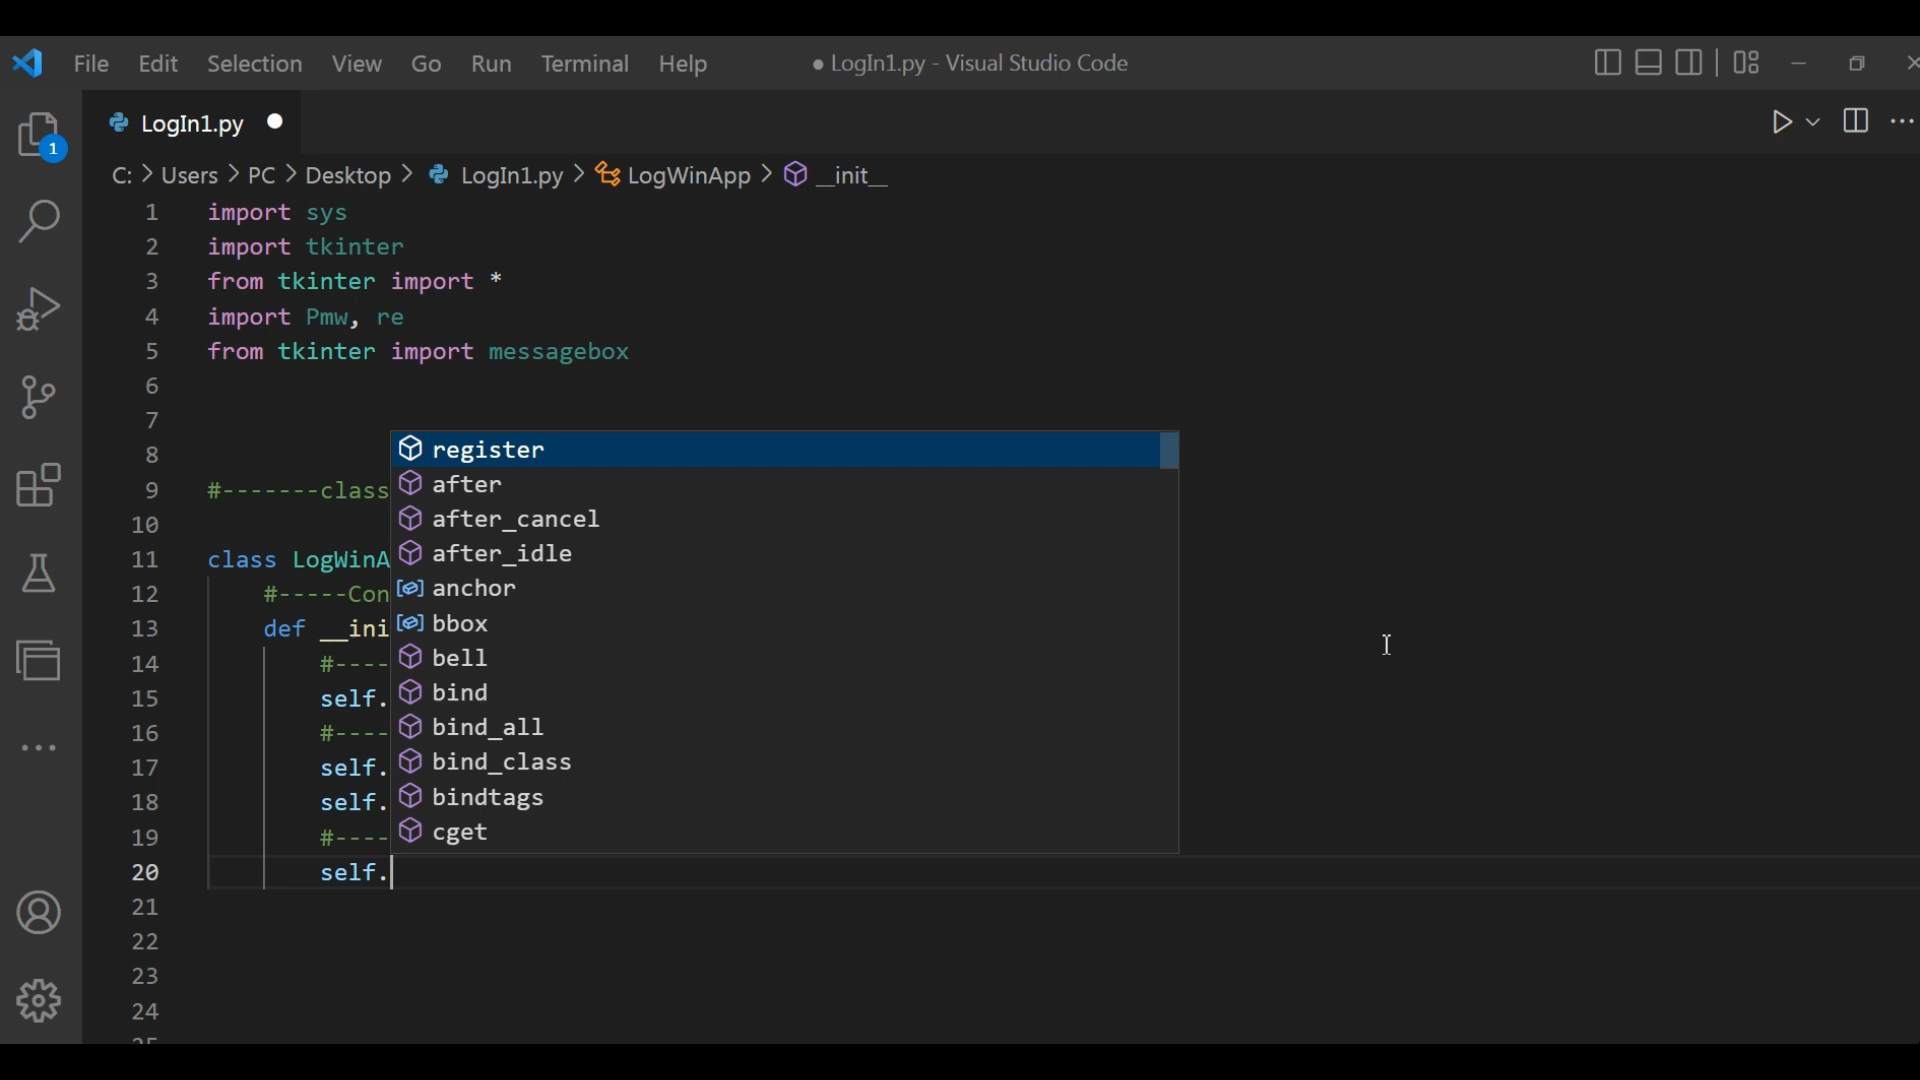 File Edit Selection View Go Run Terminal Help
● LogIn1.py - Visual Studio Code
LogIn1.py ●
1
C: > Users > PC > Desktop > LogIn1.py > LogWinApp > __init__
1 import sys
2 import tkinter
3 from tkinter import *
4 import Pmw, re
5 from tkinter import messagebox
6
7
8
register
after
after_cancel
after_idle
anchor
bbox
bell
bind
bind_all
bind_class
bindtags
cget
9 #-------class
10
11 class LogWinA
12 #-----Con
13 def __ini
14 #----
15 self.
16 #----
17 self.
18 self.
19 #----
20 self.
21
22
23
24